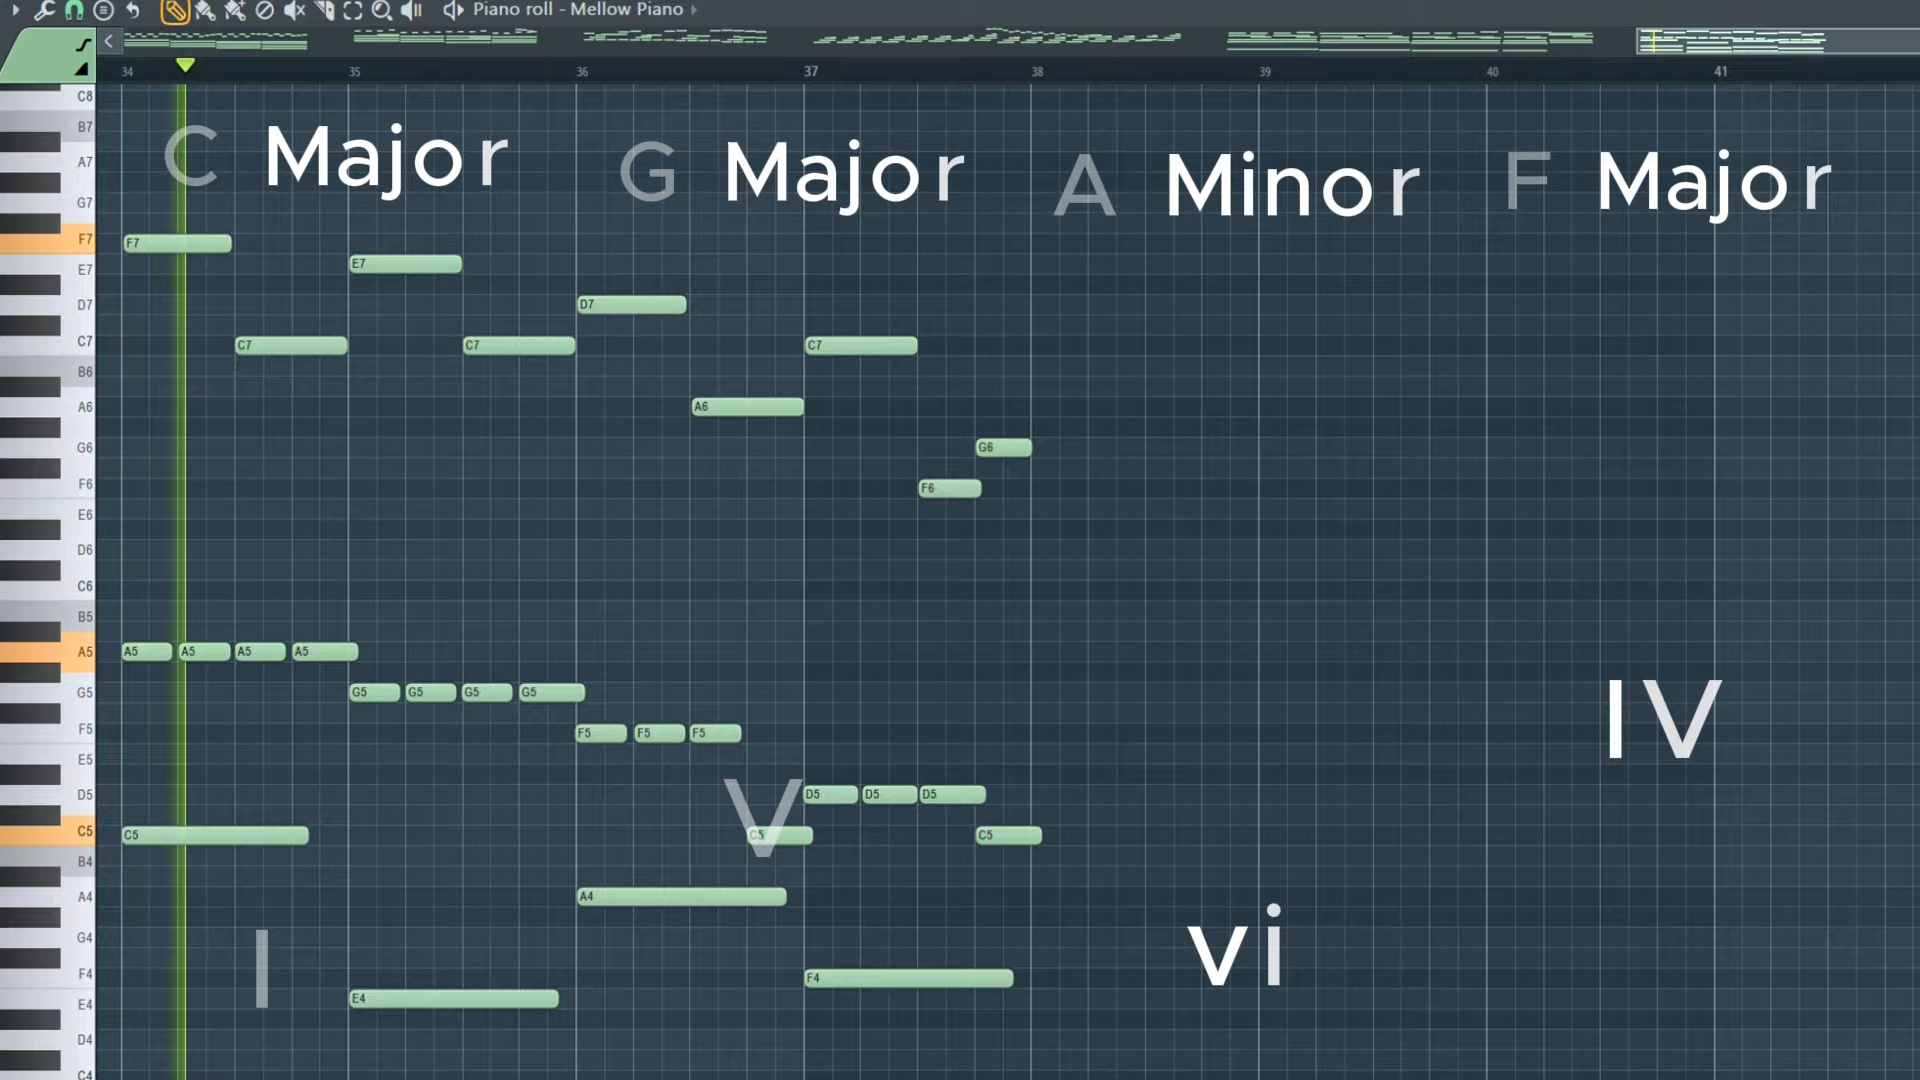 Piano roll - Mellow Piano
34 35 36 37 38 39 40 41
C Major G Major A Minor F Major
C8
B7
A7
G7
F7 F7
E7 E7
D7 D7
C7 C7 C7 C7
B6
A6 A6
G6 G6
F6 F6
E6
D6
C6
B5
A5 A5 A5 A5 A5
G5 G5 G5 G5 G5
F5 F5 F5 F5
IV
E5
D5 D5 D5 D5
V
C5 C5 C5 C5
B4
A4 A4
G4
vi
I
F4 F4
E4 E4
D4
C4